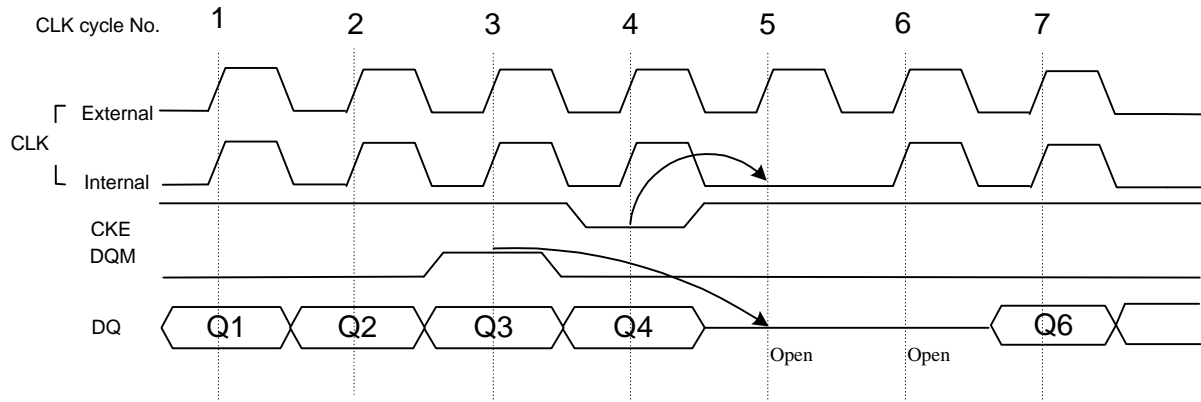 CLK cycle No. 1 2 3 4 5 6 7
External
CLK
Internal
CKE
DQM
DQ Q1 Q2 Q3 Q4 Q6
Open Open